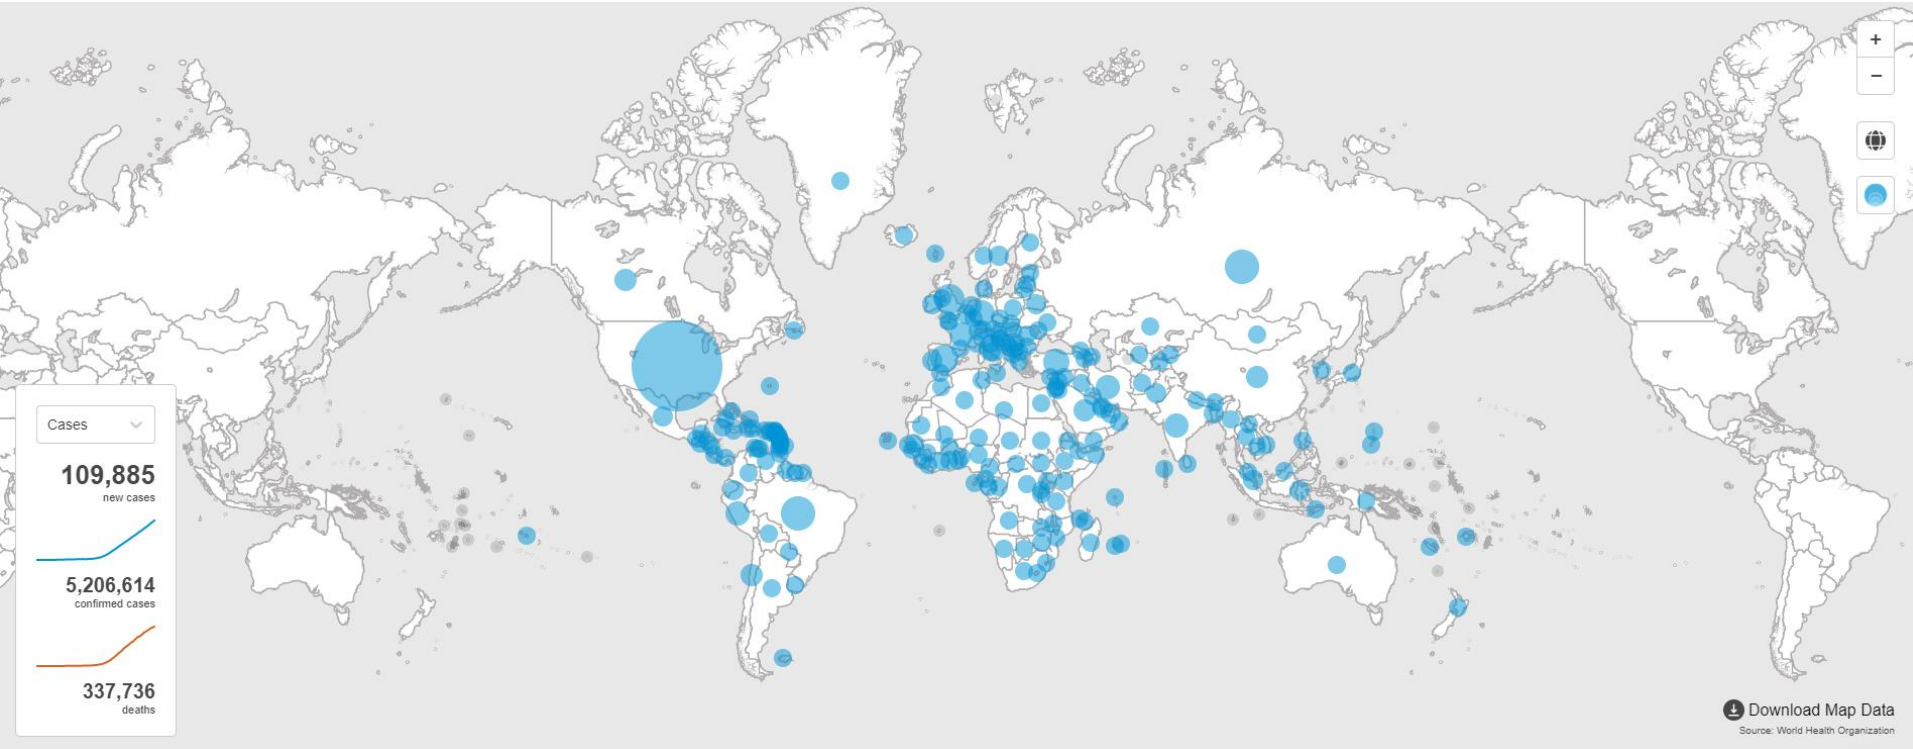 +
−
Cases
109,885
new cases
5,206,614
confirmed cases
337,736
deaths
Download Map Data
Source: World Health Organization